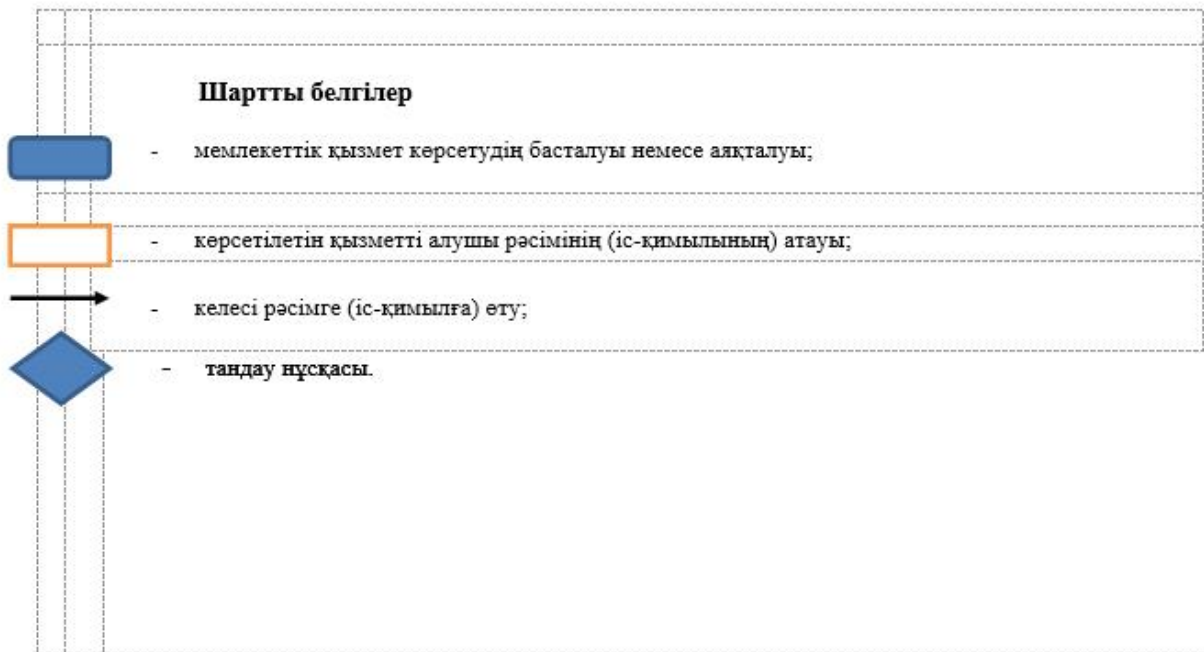 Шартты белгілер
- мемлекеттік қызмет көрсетудің басталуы немесе аяқталуы;
- көрсетілетін қызметті алушы рәсімінің (іс-қимылының) атауы;
- келесі рәсімге (іс-қимылға) өту;
- тандау нұсқасы.